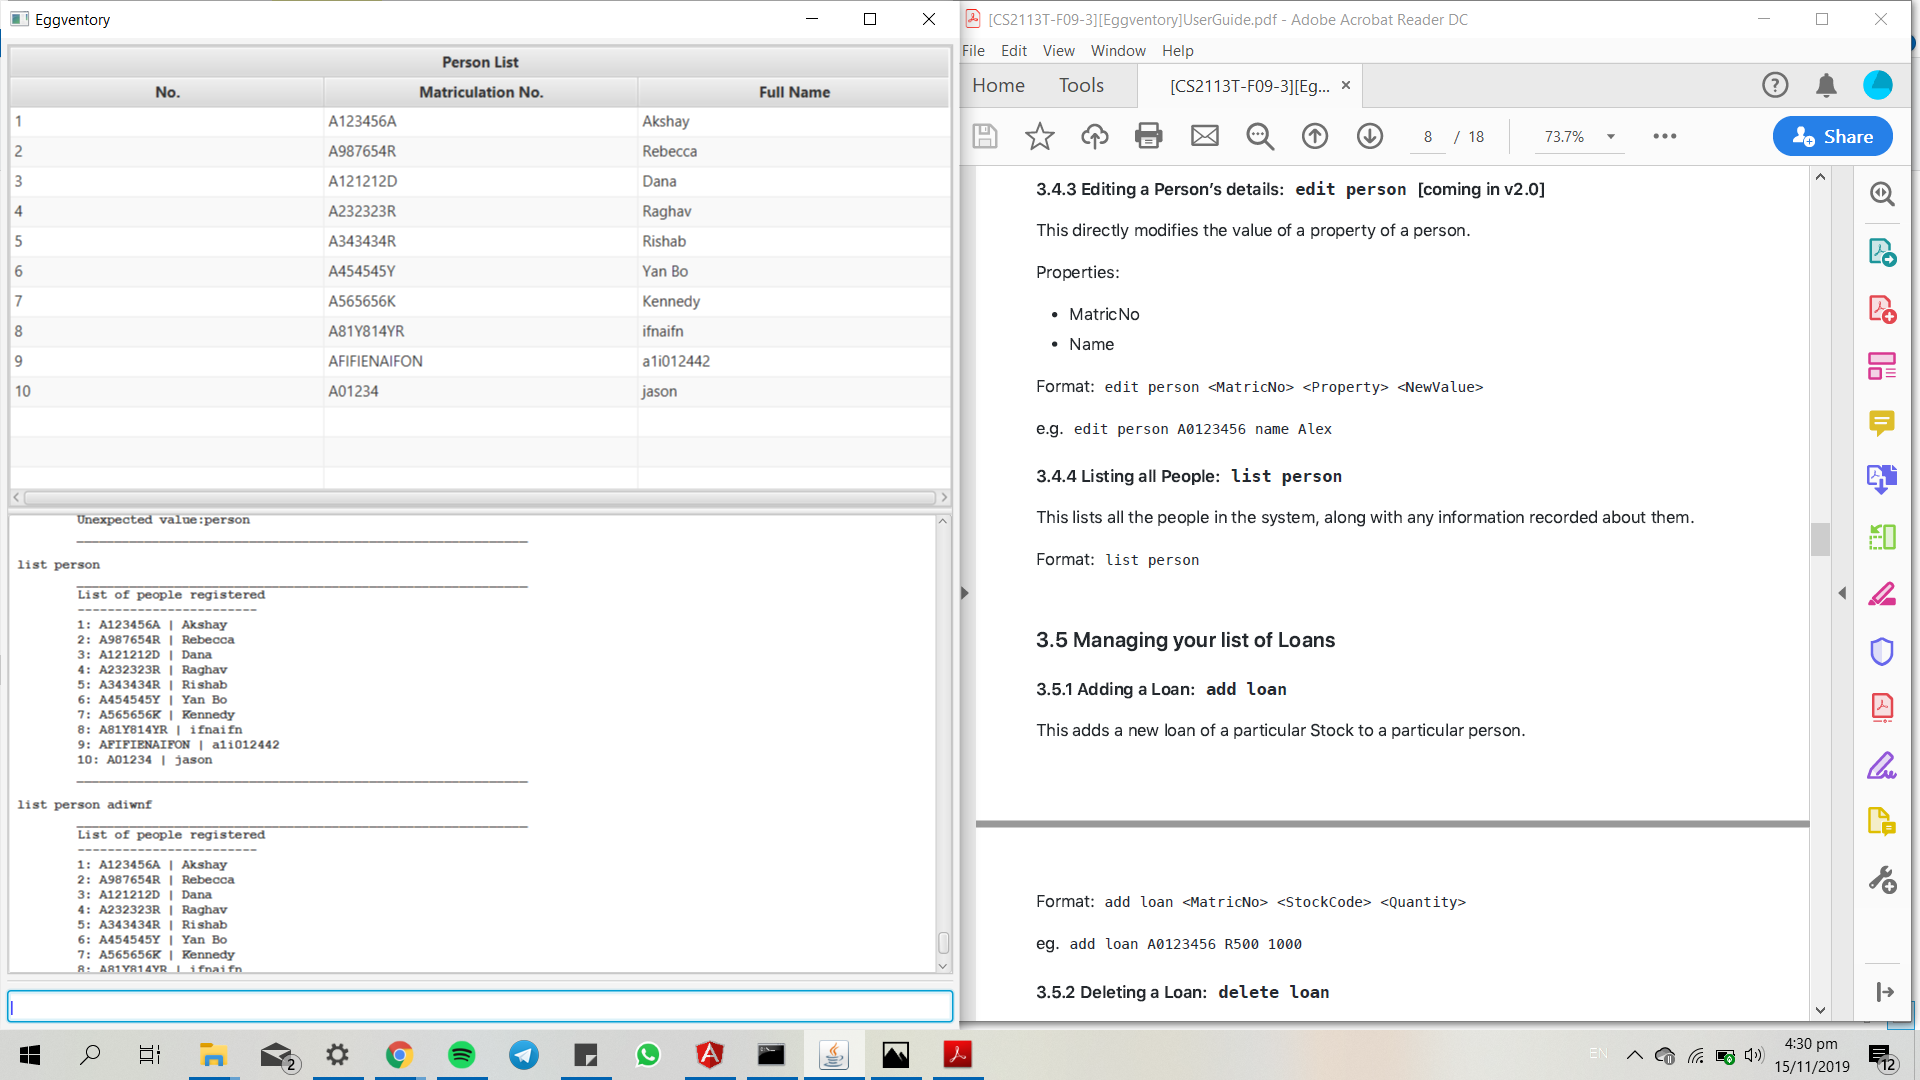 Eggventory
Person List
No. Matriculation No. Full Name
1 A123456A Akshay
2 A987654R Rebecca
3 A121212D Dana
4 A232323R Raghav
5 A343434R Rishab
6 A454545Y Yan Bo
7 A565656K Kennedy
8 A81Y814YR ifnaifn
9 AFIFIENAIFON a1i012442
10 A01234 jason
Unexpected value:person
list person
List of people registered
1: A123456A | Akshay
2: A987654R | Rebecca
3: A121212D | Dana
4: A232323R | Raghav
5: A343434R | Rishab
6: A454545Y | Yan Bo
7: A565656K | Kennedy
8: A81Y814YR | ifnaifn
9: AFIFIENAIFON | a1i012442
10: A01234 | jason
list person adiwnf
List of people registered
1: A123456A | Akshay
2: A987654R | Rebecca
3: A121212D | Dana
4: A232323R | Raghav
5: A343434R | Rishab
6: A454545Y | Yan Bo
7: A565656K | Kennedy
8: A81Y814YR | ifnaifn
[CS2113T-F09-3][Eggventory]UserGuide.pdf - Adobe Acrobat Reader DC
File Edit View Window Help
Home Tools [CS2113T-F09-3][Eg...
8 / 18 73.7% Share
3.4.3 Editing a Person’s details: edit person [coming in v2.0]
This directly modifies the value of a property of a person.
Properties:
• MatricNo
• Name
Format: edit person <MatricNo> <Property> <NewValue>
e.g. edit person A0123456 name Alex
3.4.4 Listing all People: list person
This lists all the people in the system, along with any information recorded about them.
Format: list person
3.5 Managing your list of Loans
3.5.1 Adding a Loan: add loan
This adds a new loan of a particular Stock to a particular person.
Format: add loan <MatricNo> <StockCode> <Quantity>
eg. add loan A0123456 R500 1000
3.5.2 Deleting a Loan: delete loan
2
EN
4:30 pm
15/11/2019
12